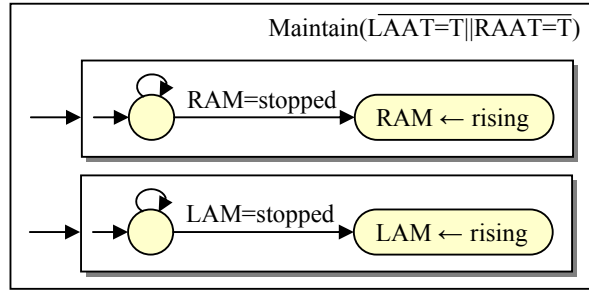 Maintain(LAAT=T||RAAT=T)
RAM=stopped
RAM ← rising
LAM=stopped
LAM ← rising